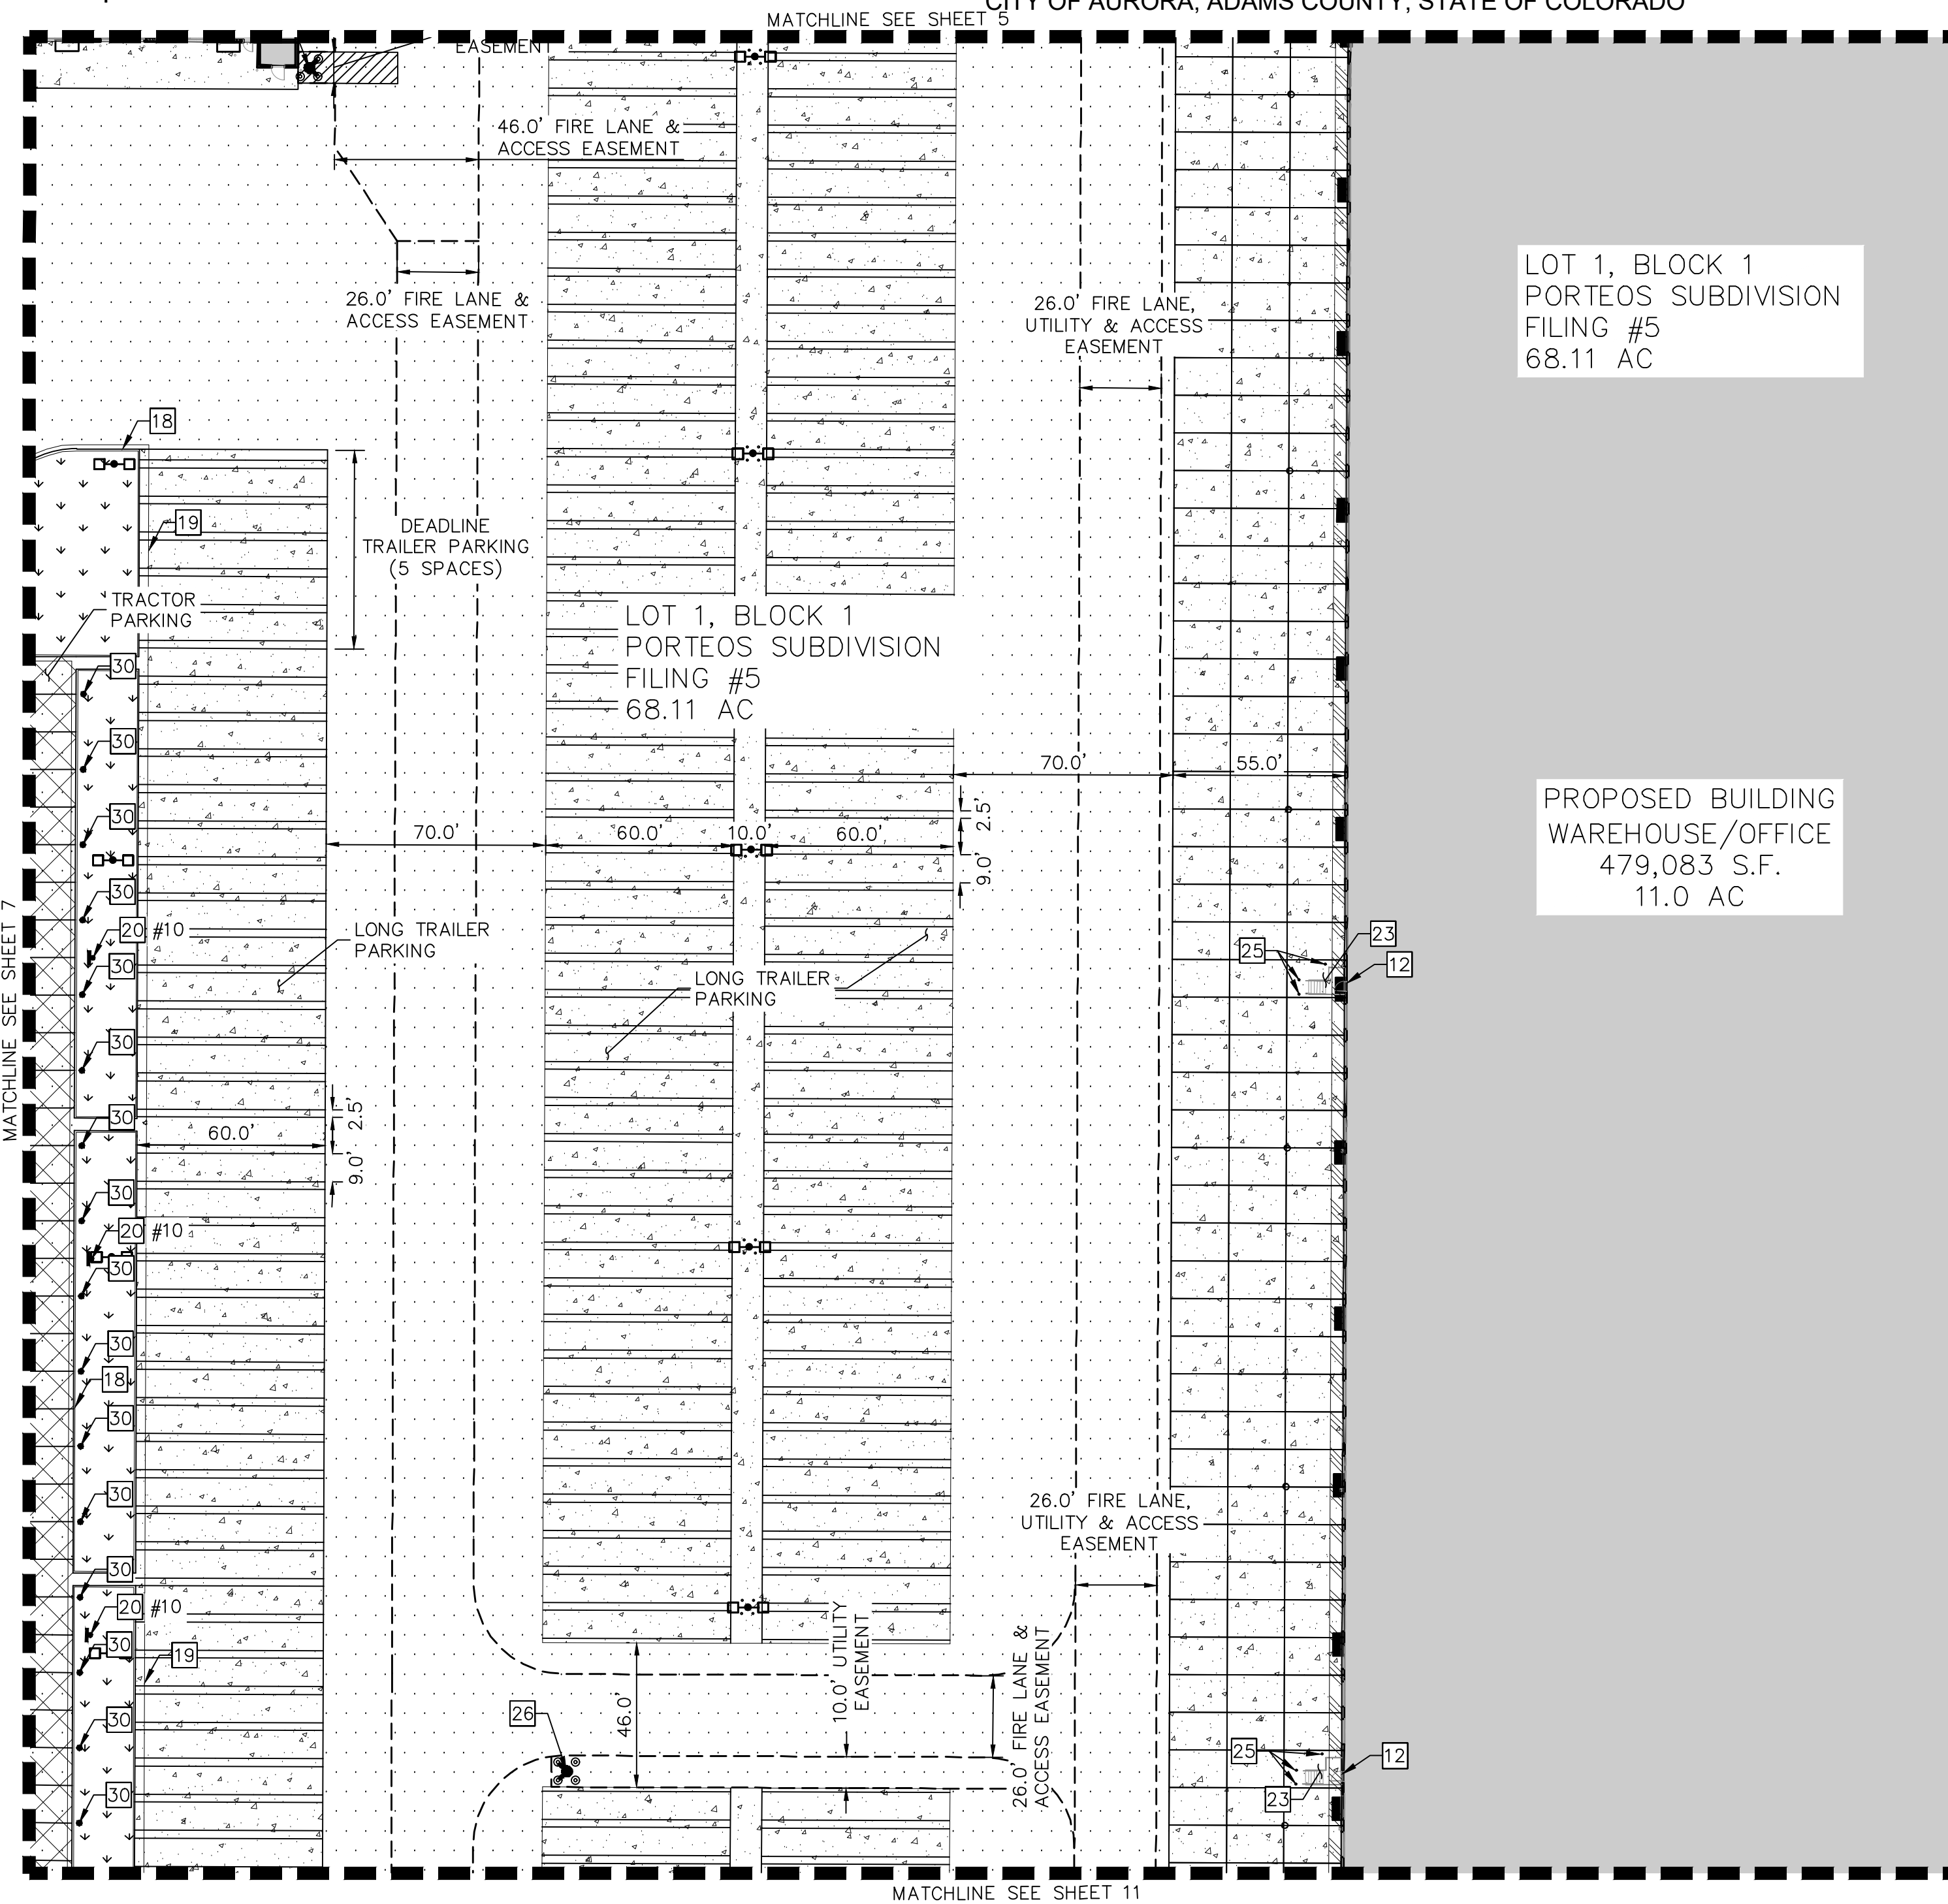 CITY OF AURORA, ADAMS COUNTY, STATE OF COLORADO
MATCHLINE SEE SHEET 5
EASEMENT
46.0' FIRE LANE &
ACCESS EASEMENT
26.0' FIRE LANE &
ACCESS EASEMENT
26.0' FIRE LANE,
UTILITY & ACCESS
EASEMENT
LOT 1, BLOCK 1
PORTEOS SUBDIVISION
FILING #5
68.11 AC
18
19
DEADLINE
TRAILER PARKING
(5 SPACES)
TRACTOR
PARKING
LOT 1, BLOCK 1
PORTEOS SUBDIVISION
FILING #5
68.11 AC
30
30
70.0'
55.0'
2.5'
9.0'
PROPOSED BUILDING
WAREHOUSE/OFFICE
479,083 S.F.
11.0 AC
30
70.0'
60.0'
10.0'
60.0'
30
20 #10
30
LONG TRAILER
PARKING
LONG TRAILER
PARKING
25
23
12
MATCHLINE SEE SHEET 7
30
30
60.0'
2.5'
9.0'
30
20 #10
30
30
18
30
30
30
20 #10
30
19
30
30
26.0' FIRE LANE,
UTILITY & ACCESS
EASEMENT
10.0' UTILITY
EASEMENT
26.0' FIRE LANE &
ACCESS EASEMENT
26
46.0'
25
12
23
MATCHLINE SEE SHEET 11